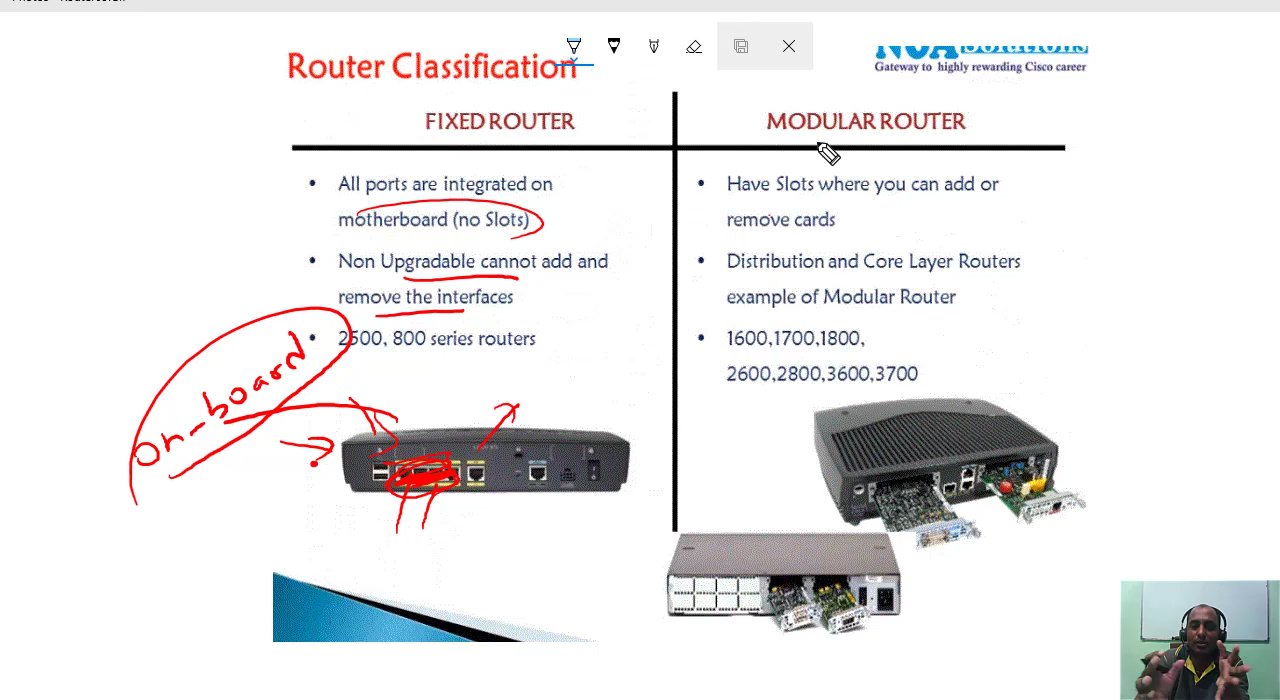 Router Classification
Solutions
Gateway to highly rewarding Cisco career
FIXED ROUTER
MODULAR ROUTER
• All ports are integrated on
motherboard (no Slots)
• Non Upgradable cannot add and
remove the interfaces
• 2500, 800 series routers
• Have Slots where you can add or
remove cards
• Distribution and Core Layer Routers
example of Modular Router
• 1600,1700,1800,
2600,2800,3600,3700
On-board